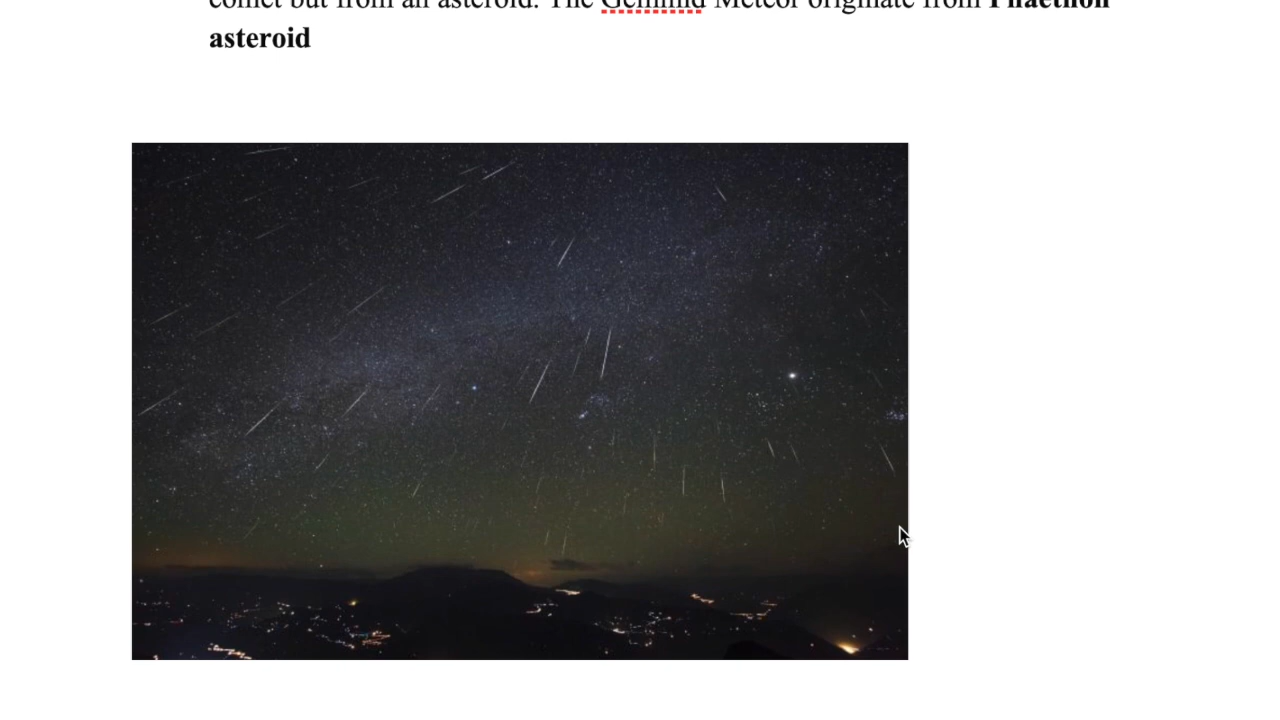 comet but from an asteroid. The Geminid Meteor originate from Phaethon
asteroid